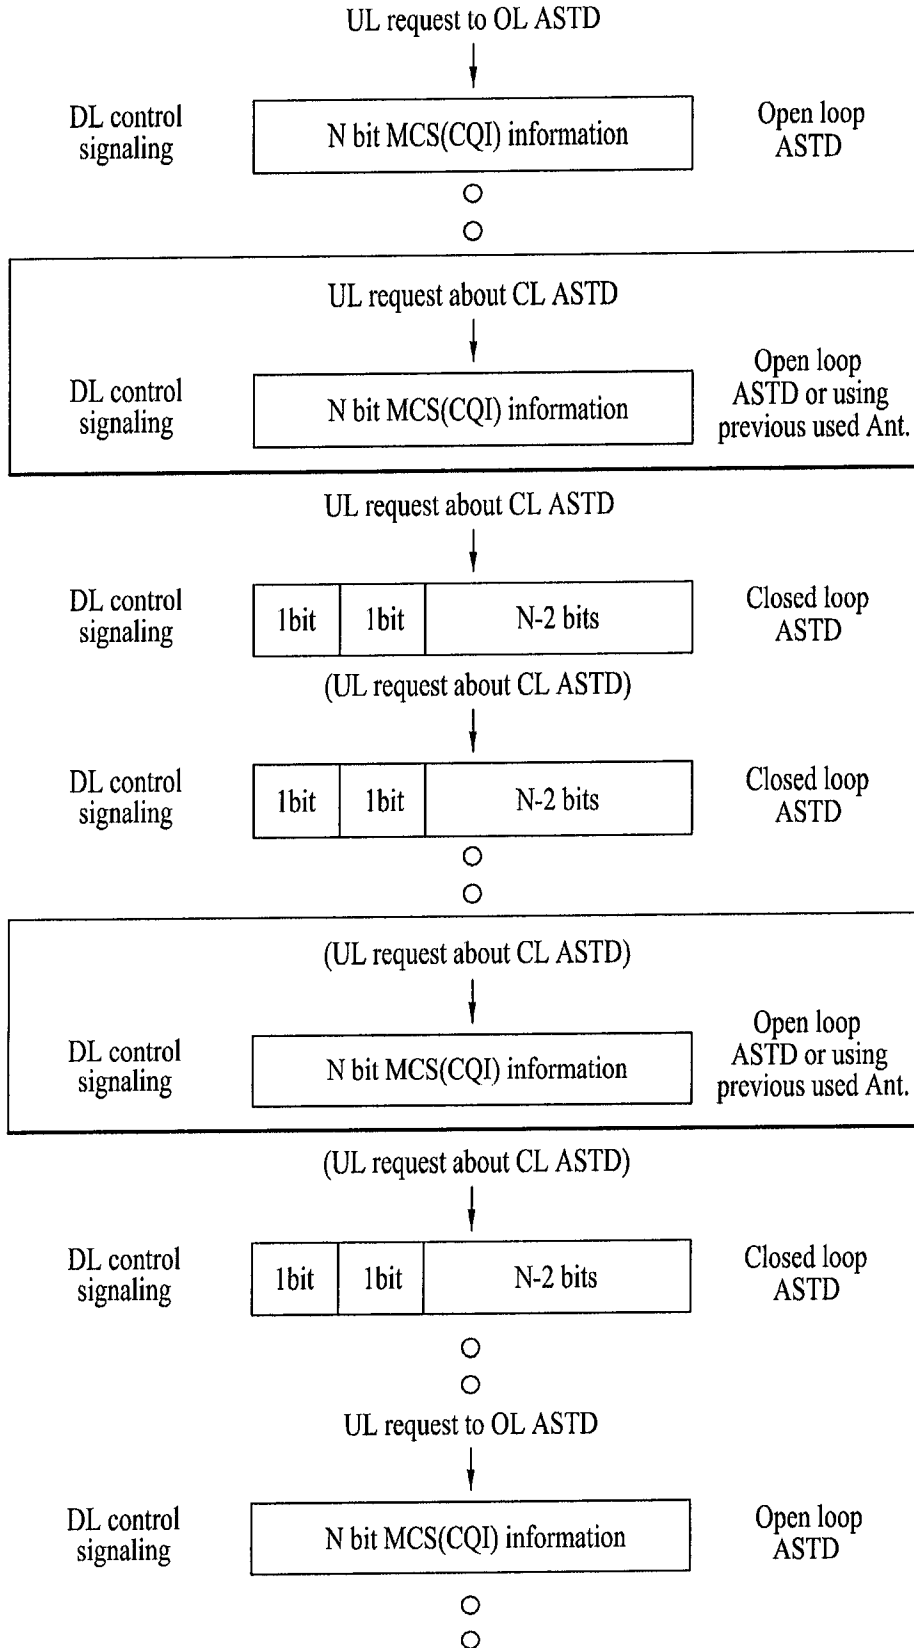 UL request to OL ASTD
DL control
signaling
N bit MCS(CQI) information
Open loop
ASTD
UL request about CL ASTD
DL control
signaling
N bit MCS(CQI) information
Open loop
ASTD or using
previous used Ant.
UL request about CL ASTD
DL control
signaling
1bit
1bit
N-2 bits
Closed loop
ASTD
(UL request about CL ASTD)
DL control
signaling
1bit
1bit
N-2 bits
Closed loop
ASTD
(UL request about CL ASTD)
DL control
signaling
N bit MCS(CQI) information
Open loop
ASTD or using
previous used Ant.
(UL request about CL ASTD)
DL control
signaling
1bit
1bit
N-2 bits
Closed loop
ASTD
UL request to OL ASTD
DL control
signaling
N bit MCS(CQI) information
Open loop
ASTD